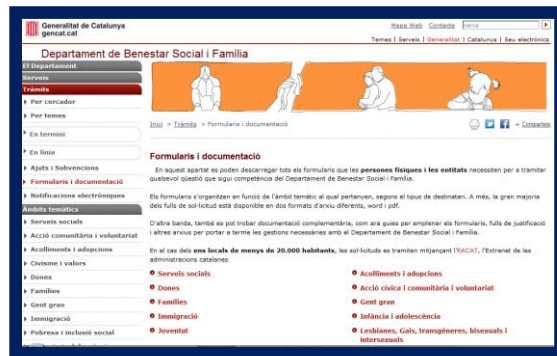 Generalitat de Catalunya
gencat.cat
Mapa Web Contacte cerca
Temes | Serveis | Generalitat | Catalunya | Seu electrònica
Departament de Benestar Social i Família
El Departament
Serveis
Tràmits
Per cercador
Per temes
En termini
En línia
Ajuts i Subvencions
Formularis i documentació
Notificacions electròniques
Àmbits temàtics
Serveis socials
Acció comunitària i voluntariat
Acolliments i adopcions
Civisme i valors
Dones
Famílies
Gent gran
Immigració
Pobresa i inclusió social
Inici > Tràmits > Formularis i documentació
+ Comparteix
Formularis i documentació
En aquest apartat es poden descarregar tots els formularis que les persones físiques i les entitats necessiten per a tramitar
qualsevol qüestió que sigui competència del Departament de Benestar Social i Família.
Els formularis s'organitzen en funció de l'àmbit temàtic al qual pertanyen, segons el tipus de destinatari. A més, la gran majoria
dels fulls de sol·licitud està disponible en dos formats d'arxiu diferents, word i pdf.
D'altra banda, també es pot trobar documentació complementària, com ara guies per emplenar els formularis, fulls de justificació
i altres annexos per portar a terme les gestions necessàries amb el Departament de Benestar Social i Família.
En el cas dels ens locals de menys de 20.000 habitants, les sol·licituds es tramiten mitjançant l'EACAT, l'Extranet de les
administracions catalanes
Serveis socials
Dones
Famílies
Immigració
Joventut
Acolliments i adopcions
Acció cívica i comunitària i voluntariat
Gent gran
Infància i adolescència
Lesbianes, Gais, transgèneres, bisexuals i
intersexuals